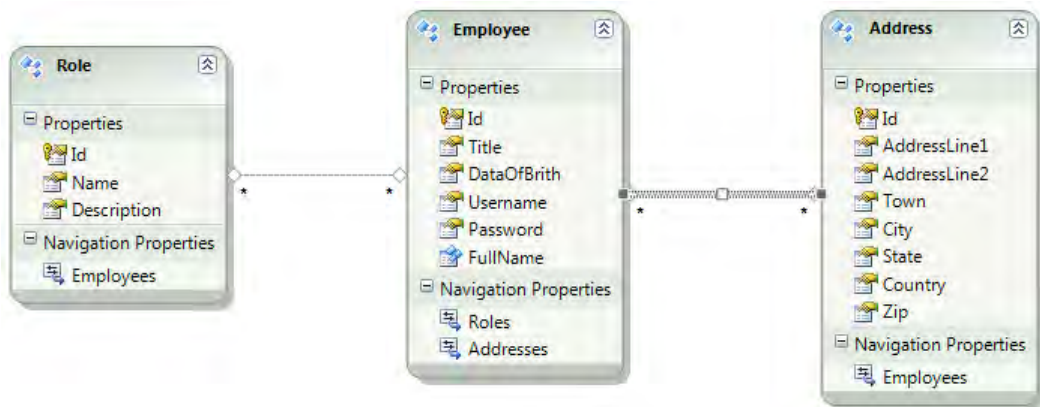 Role
Properties
Id
Name
Description
Navigation Properties
Employees
*
*
Employee
Properties
Id
Title
DataOfBrith
Username
Password
FullName
Navigation Properties
Roles
Addresses
*
*
Address
Properties
Id
AddressLine1
AddressLine2
Town
City
State
Country
Zip
Navigation Properties
Employees